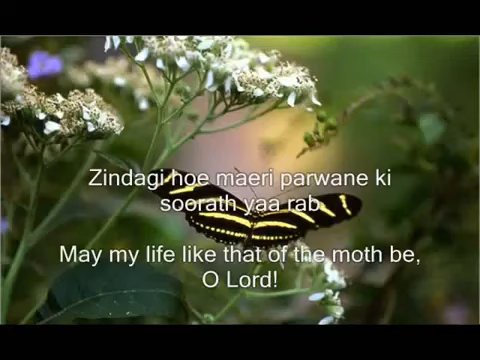 Zindagi hoe maeri parwane ki
soorath yaa rab
May my life like that of the moth be,
O Lord!